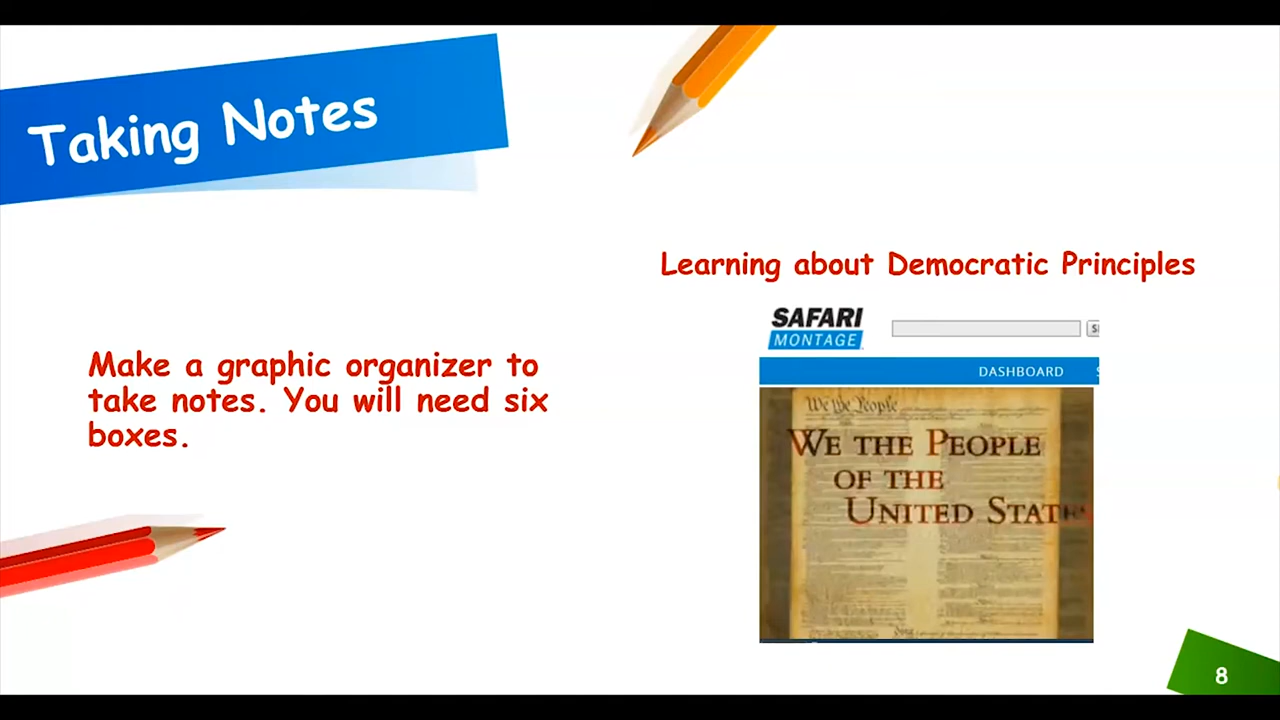 Taking Notes
Make a graphic organizer to
take notes. You will need six
boxes.
Learning about Democratic Principles
SAFARI
MONTAGE
DASHBOARD
We the People
WE THE PEOPLE
OF THE
UNITED STATES
8